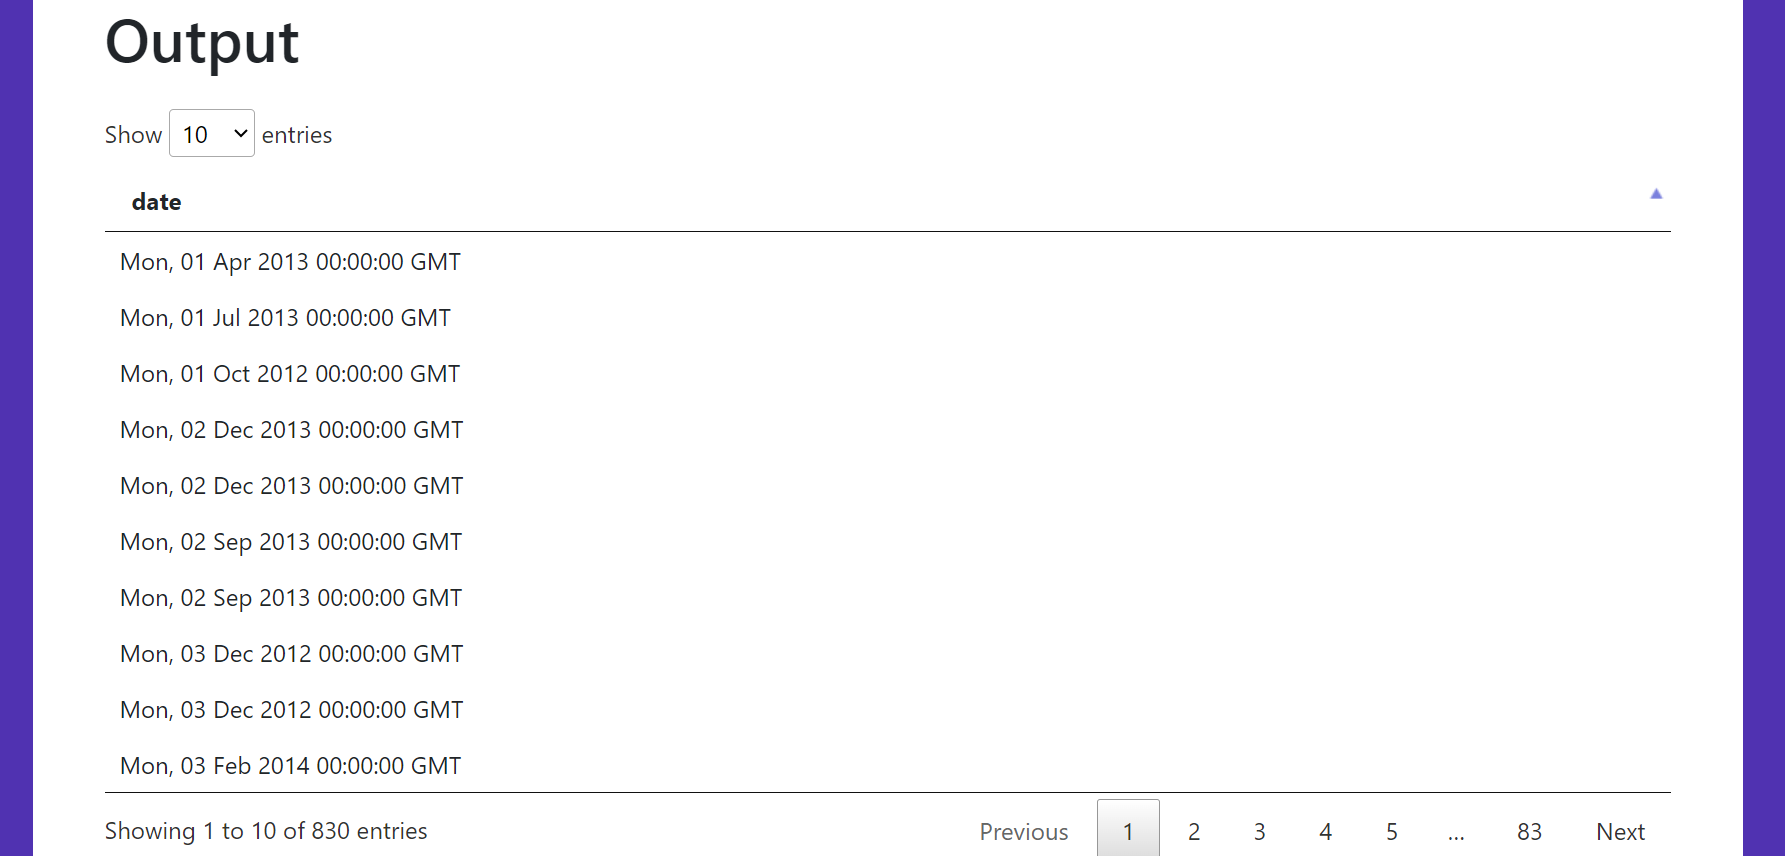 Output
Show 10 entries
date
Mon, 01 Apr 2013 00:00:00 GMT
Mon, 01 Jul 2013 00:00:00 GMT
Mon, 01 Oct 2012 00:00:00 GMT
Mon, 02 Dec 2013 00:00:00 GMT
Mon, 02 Dec 2013 00:00:00 GMT
Mon, 02 Sep 2013 00:00:00 GMT
Mon, 02 Sep 2013 00:00:00 GMT
Mon, 03 Dec 2012 00:00:00 GMT
Mon, 03 Dec 2012 00:00:00 GMT
Mon, 03 Feb 2014 00:00:00 GMT
Showing 1 to 10 of 830 entries Previous 1 2 3 4 5 ... 83 Next